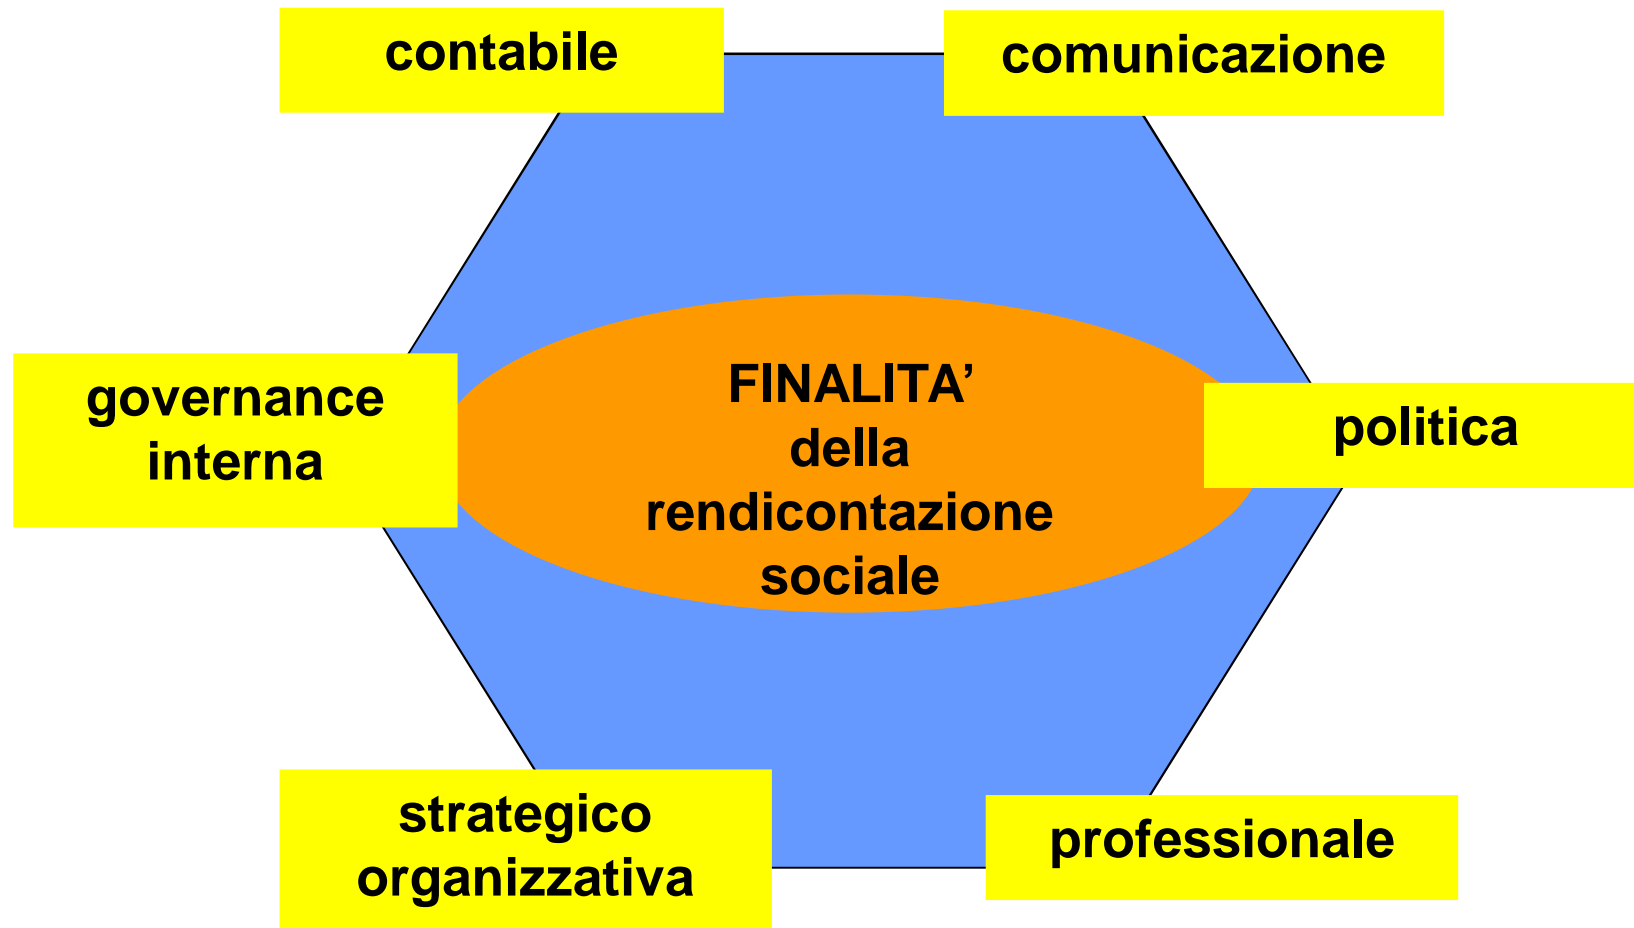 contabile
comunicazione
governance
interna
FINALITA’
della
rendicontazione
sociale
politica
strategico
organizzativa
professionale